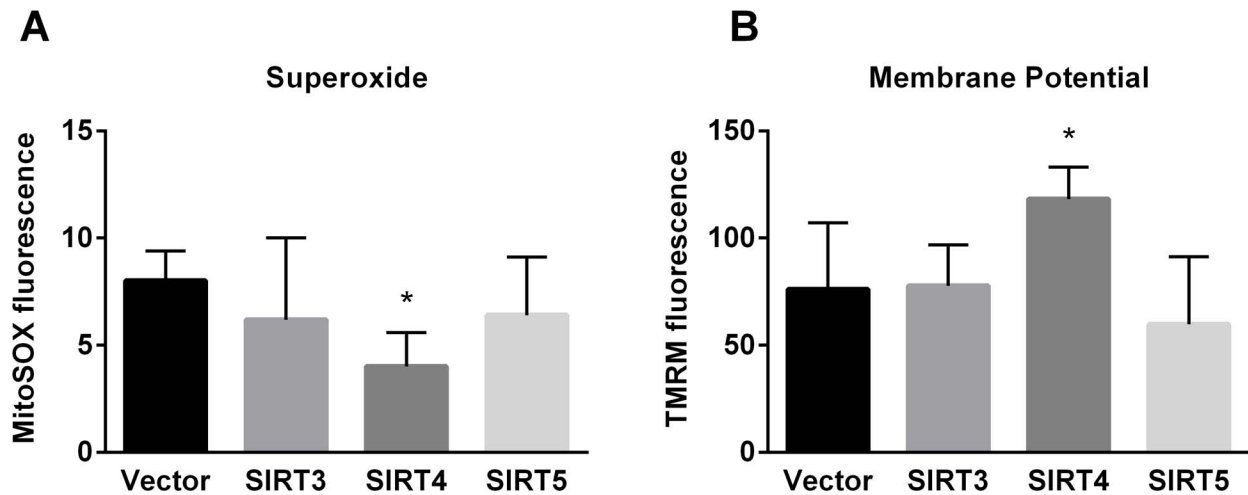 A
Superoxide
MitoSOX fluorescence
15
10
5
0
*
Vector SIRT3 SIRT4 SIRT5
B
Membrane Potential
TMRM fluorescence
150
100
50
0
*
Vector SIRT3 SIRT4 SIRT5